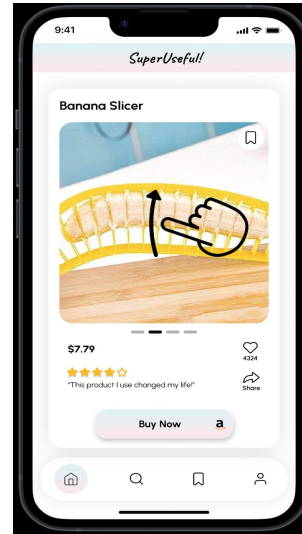 9:41
SuperUseful!
Banana Slicer
$7.79
4324
"This product I use changed my life!"
Share
Buy Now a